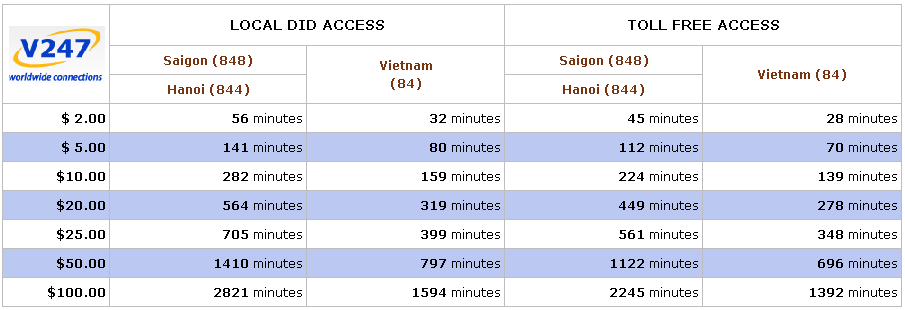 V247
worldwide connections
LOCAL DID ACCESS TOLL FREE ACCESS
Saigon (848) Vietnam (84) Saigon (848) Vietnam (84)
Hanoi (844) Hanoi (844)
$ 2.00 56 minutes 32 minutes 45 minutes 28 minutes
$ 5.00 141 minutes 80 minutes 112 minutes 70 minutes
$10.00 282 minutes 159 minutes 224 minutes 139 minutes
$20.00 564 minutes 319 minutes 449 minutes 278 minutes
$25.00 705 minutes 399 minutes 561 minutes 348 minutes
$50.00 1410 minutes 797 minutes 1122 minutes 696 minutes
$100.00 2821 minutes 1594 minutes 2245 minutes 1392 minutes